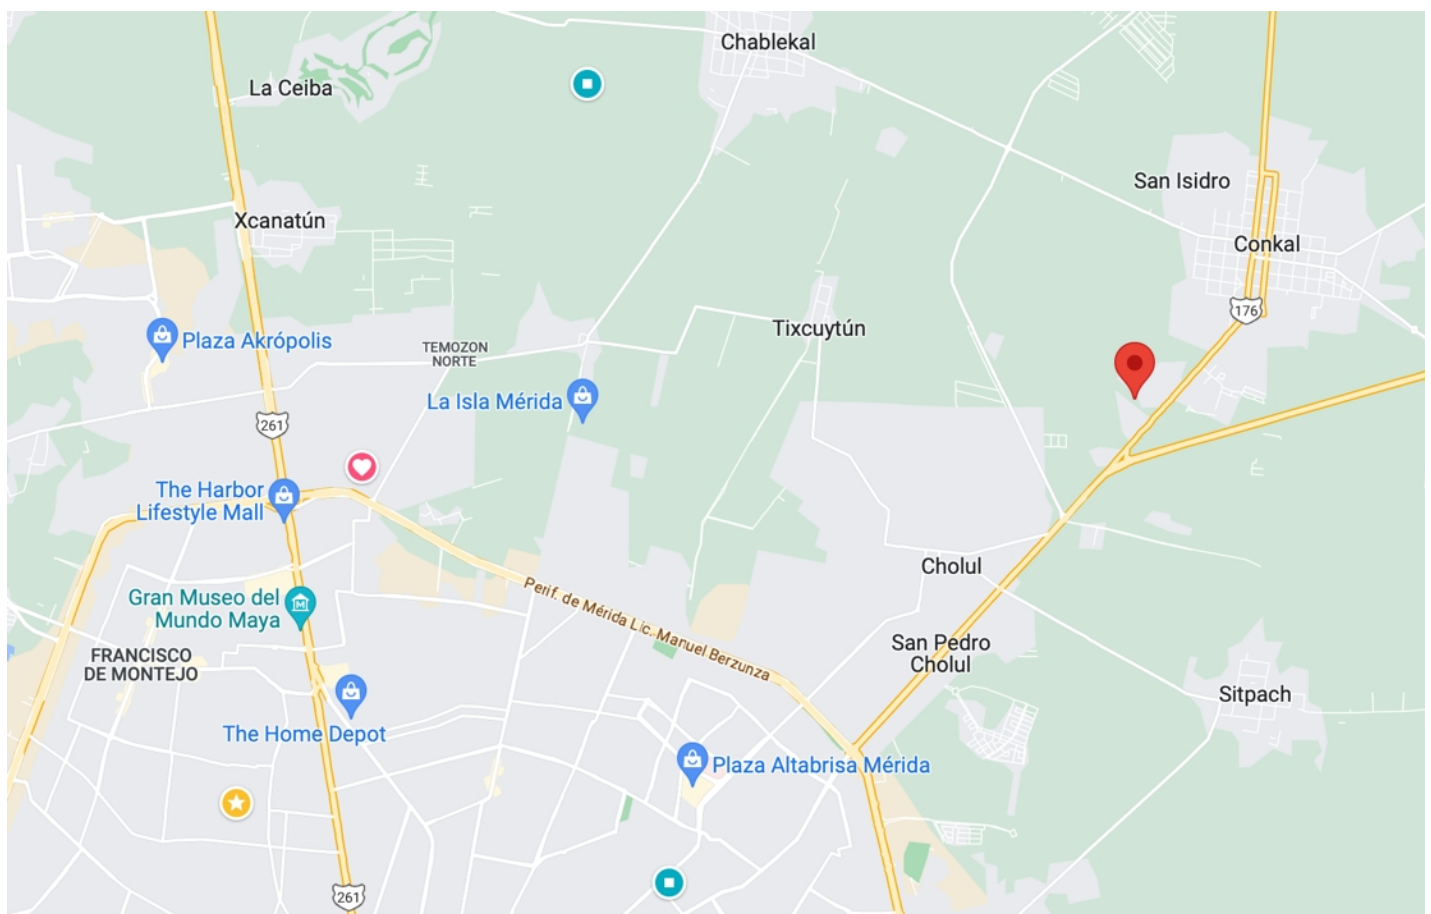 Chablekal
La Ceiba
San Isidro
Xcanatún
Conkal
176
Tixcuytún
Plaza Akrópolis
TEMOZON
NORTE
La Isla Mérida
261
The Harbor
Lifestyle Mall
Cholul
Perif. de Mérida Lic. Manuel Berzunza
Gran Museo del
Mundo Maya
M
FRANCISCO
DE MONTEJO
San Pedro
Cholul
Sitpach
The Home Depot
Plaza Altabrisa Mérida
261